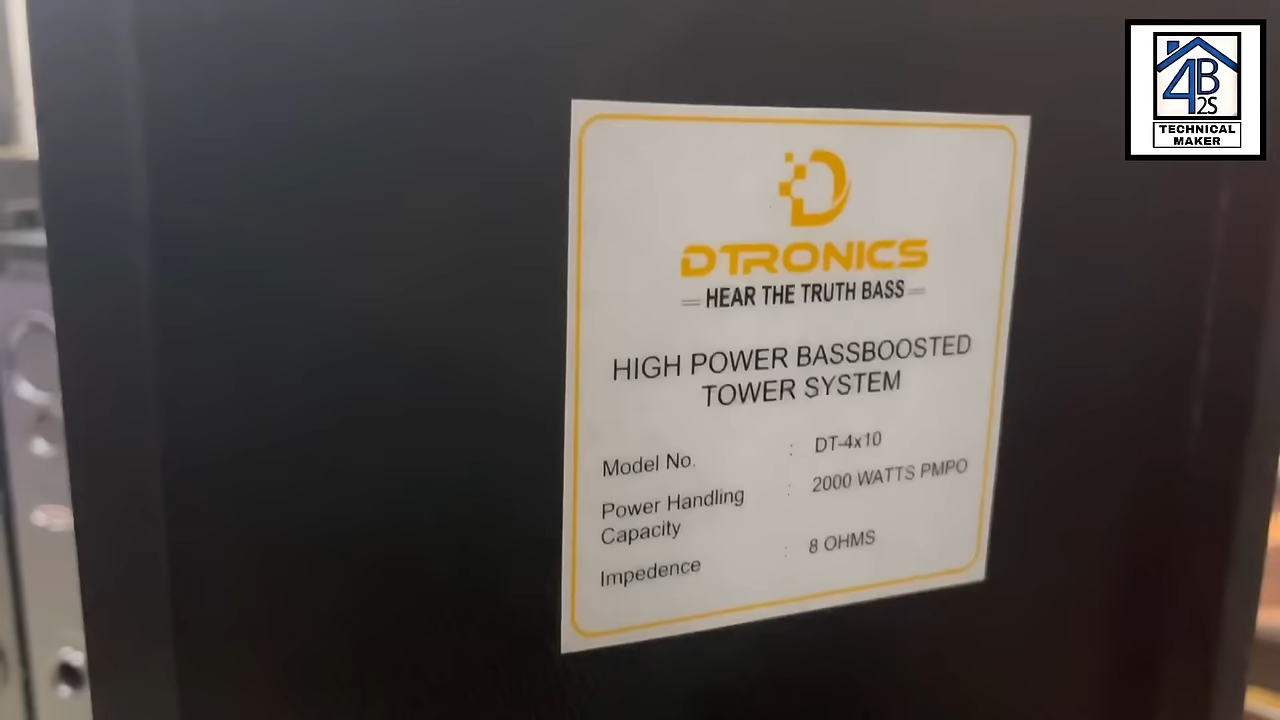 4B
2S
TECHNICAL
MAKER
DTRONICS
HEAR THE TRUTH BASS
HIGH POWER BASSBOOSTED
TOWER SYSTEM
Model No. : DT-4x10
Power Handling : 2000 WATTS PMPO
Capacity
Impedence : 8 OHMS